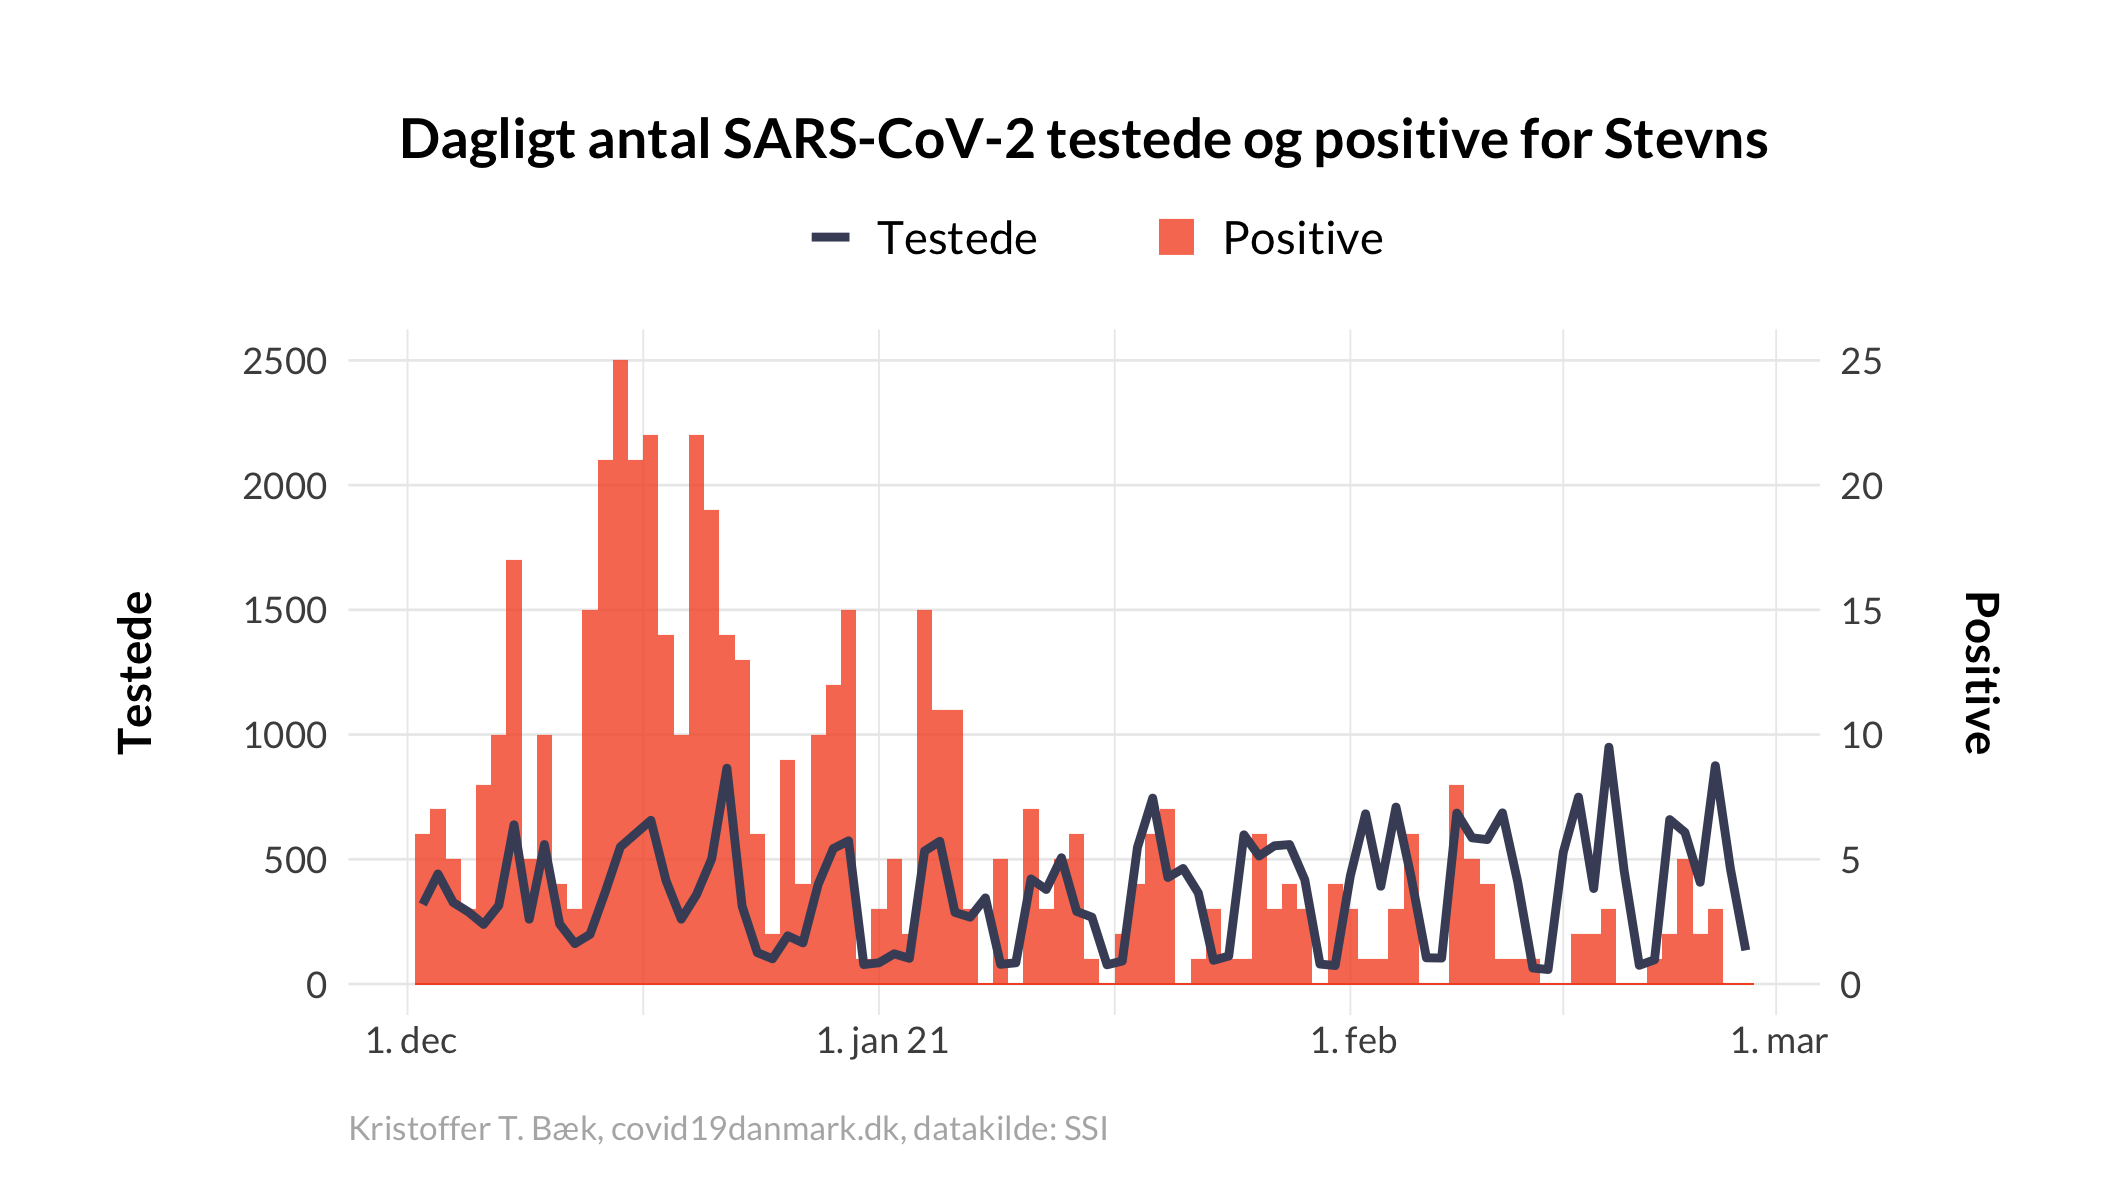 Dagligt antal SARS-CoV-2 testede og positive for Stevns
Testede Positive
2500 25
2000 20
1500 15
1000 10
500 5
0 0
Testede
Positive
1. dec 1. jan 21 1. feb 1. mar
Kristoffer T. Bæk, covid19danmark.dk, datakilde: SSI